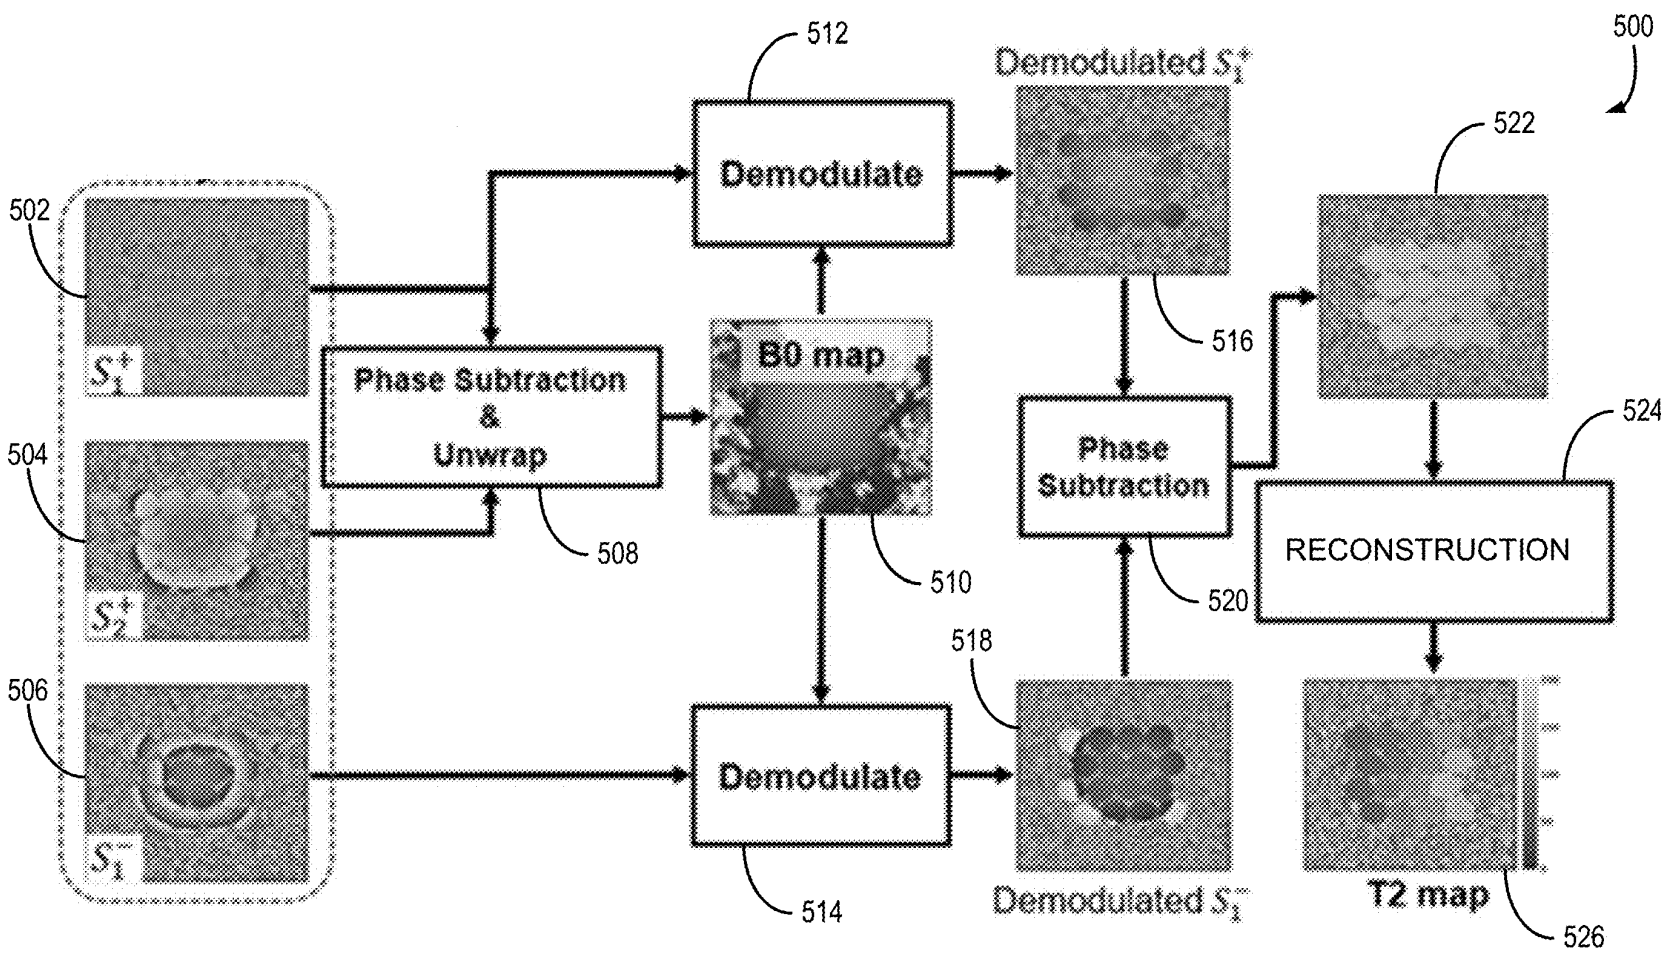 500
512
Demodulated S₁⁺
522
Demodulate
502
S₁⁺
516
B0 map
Phase Subtraction
&
Unwrap
524
504
Phase
Subtraction
S₂⁺
508
510
520
RECONSTRUCTION
518
506
S₁⁻
Demodulate
514
Demodulated S₁⁻
T2 map
526